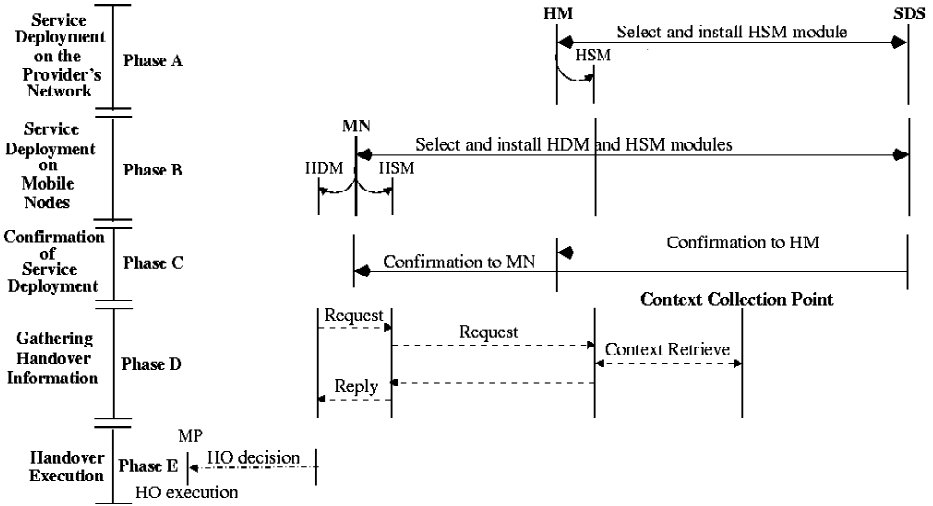 Service
Deployment
on the
Provider's
Network
Phase A
HM
SDS
Select and install HSM module
HSM
Service
Deployment
on
Mobile
Nodes
Phase B
MN
Select and install HDM and HSM modules
HDM
HSM
Confirmation
of
Service
Deployment
Phase C
Confirmation to HM
Confirmation to MN
Context Collection Point
Gathering
Handover
Information
Phase D
Request
Request
Context Retrieve
Reply
Handover
Execution
Phase E
MP
HO decision
HO execution